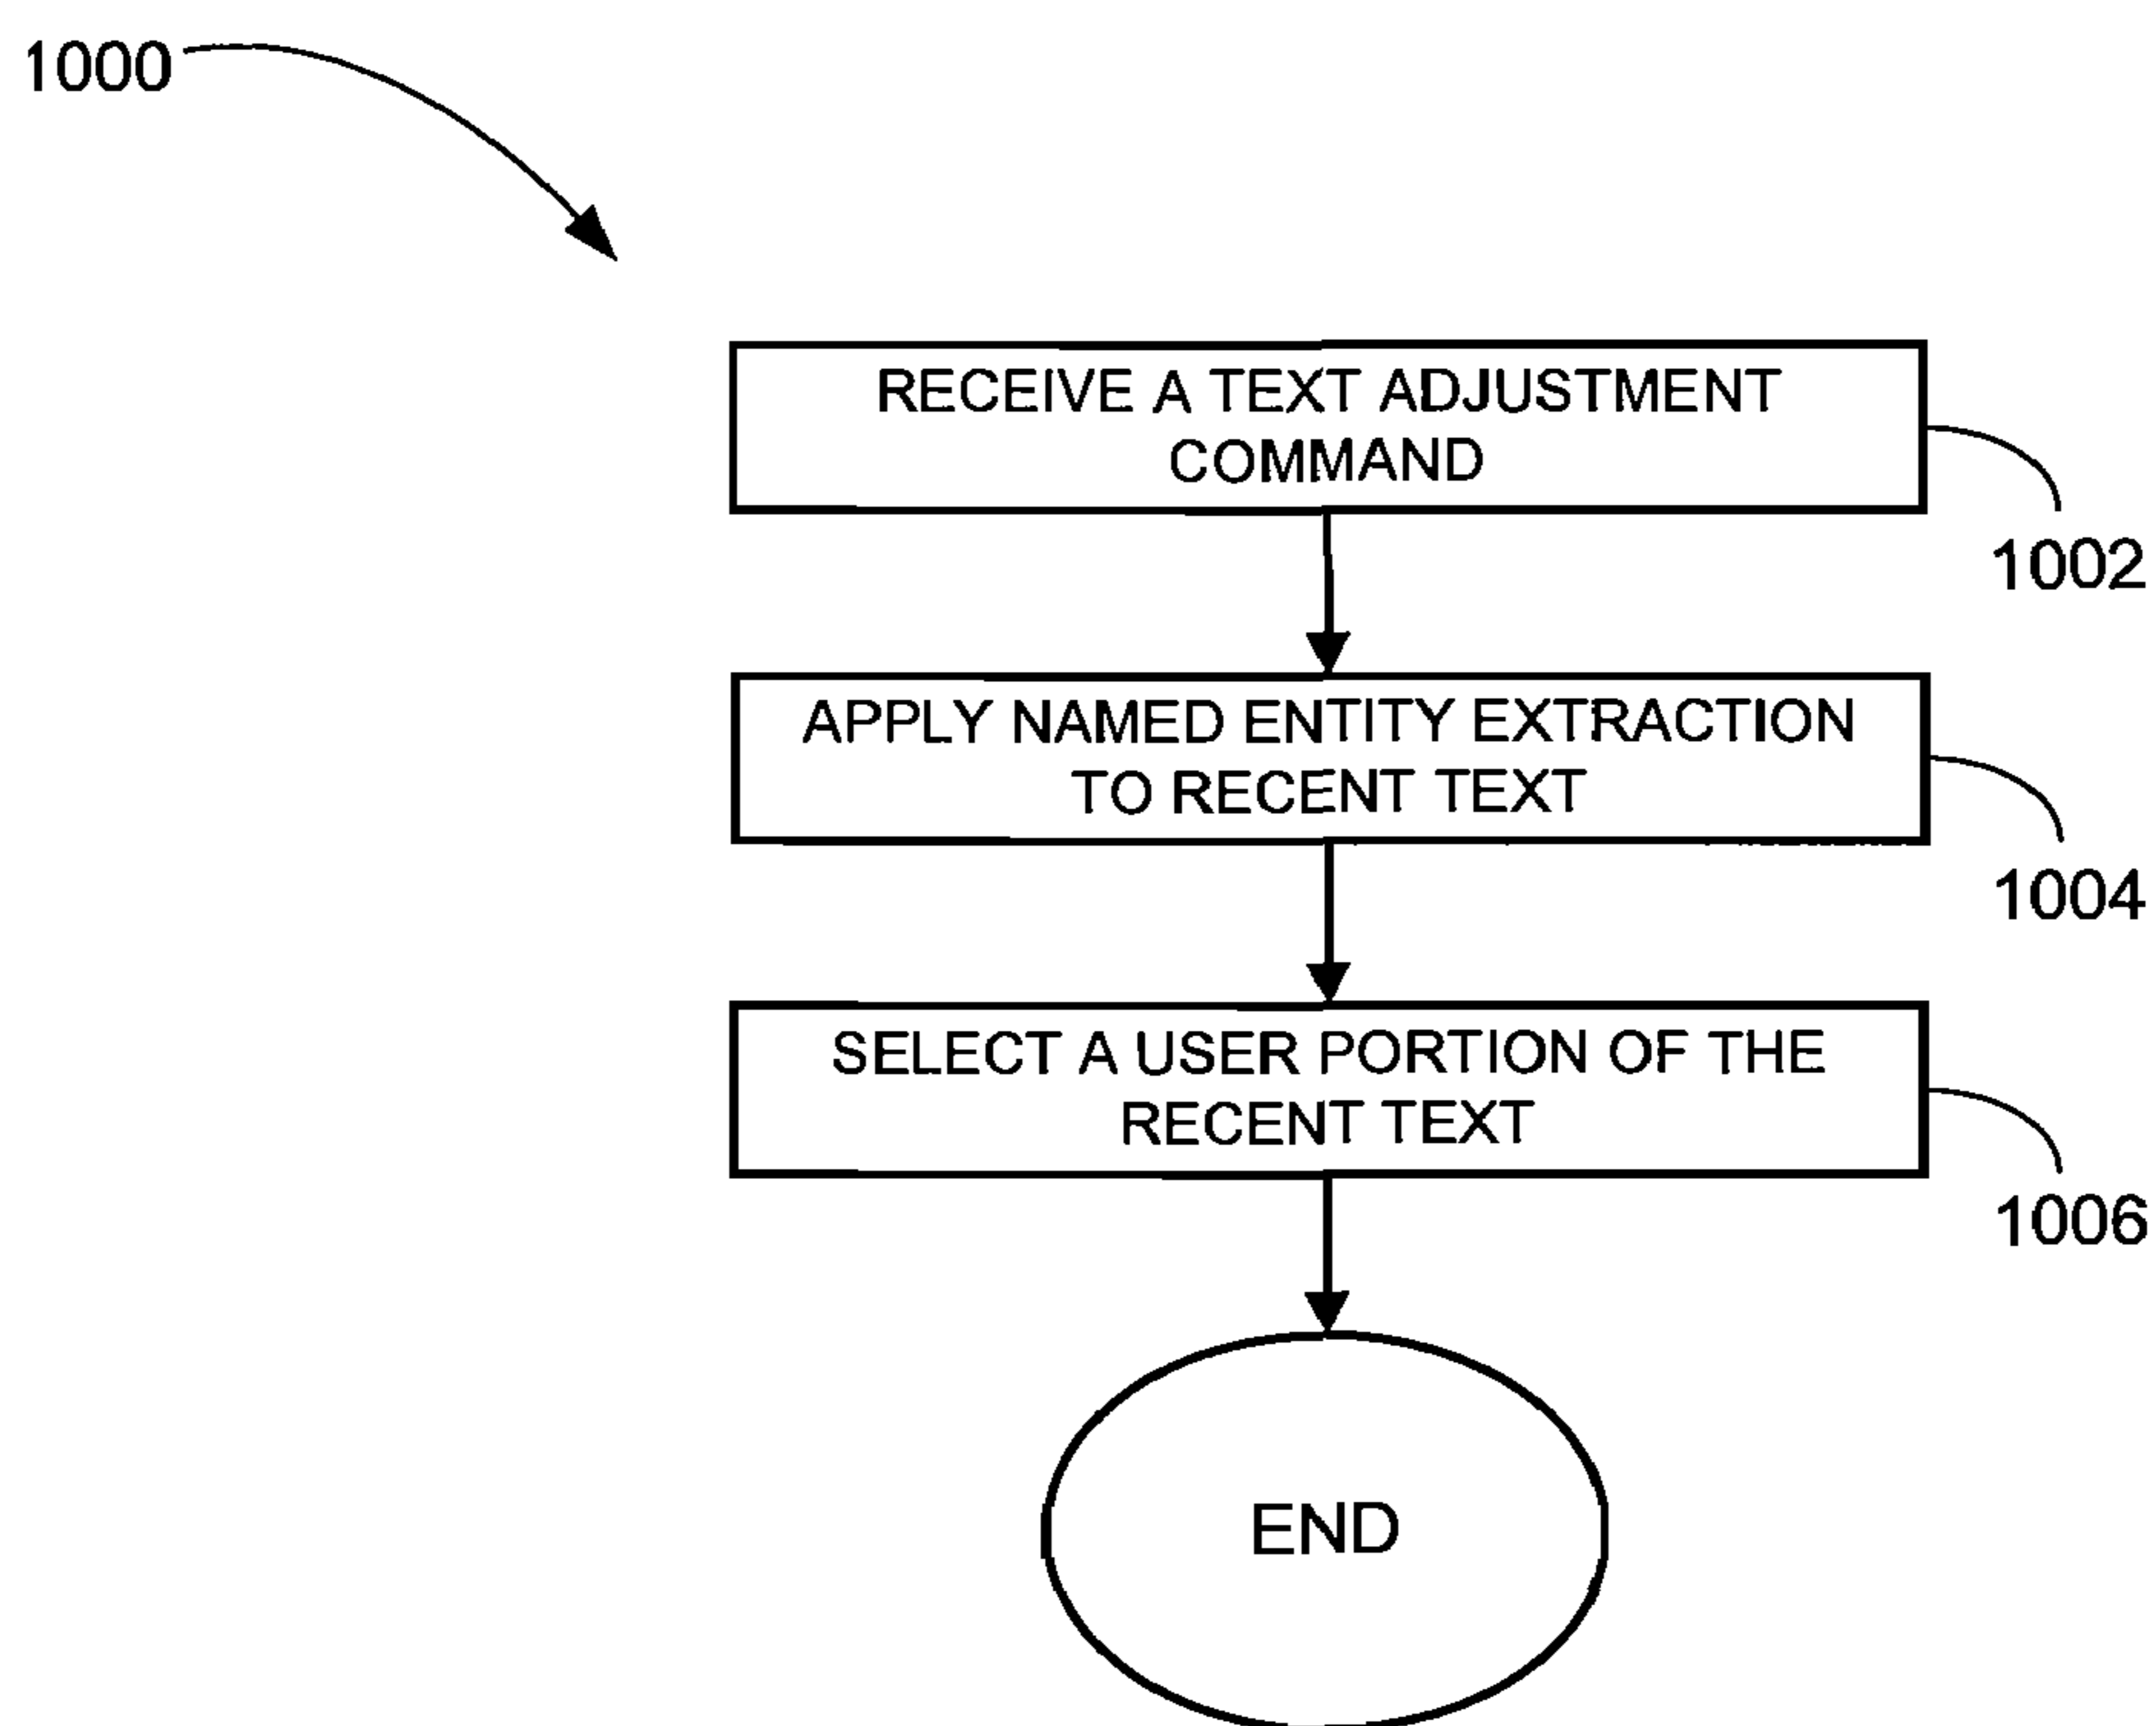 1000
RECEIVE A TEXT ADJUSTMENT
COMMAND
1002
APPLY NAMED ENTITY EXTRACTION
TO RECENT TEXT
1004
SELECT A USER PORTION OF THE
RECENT TEXT
1006
END